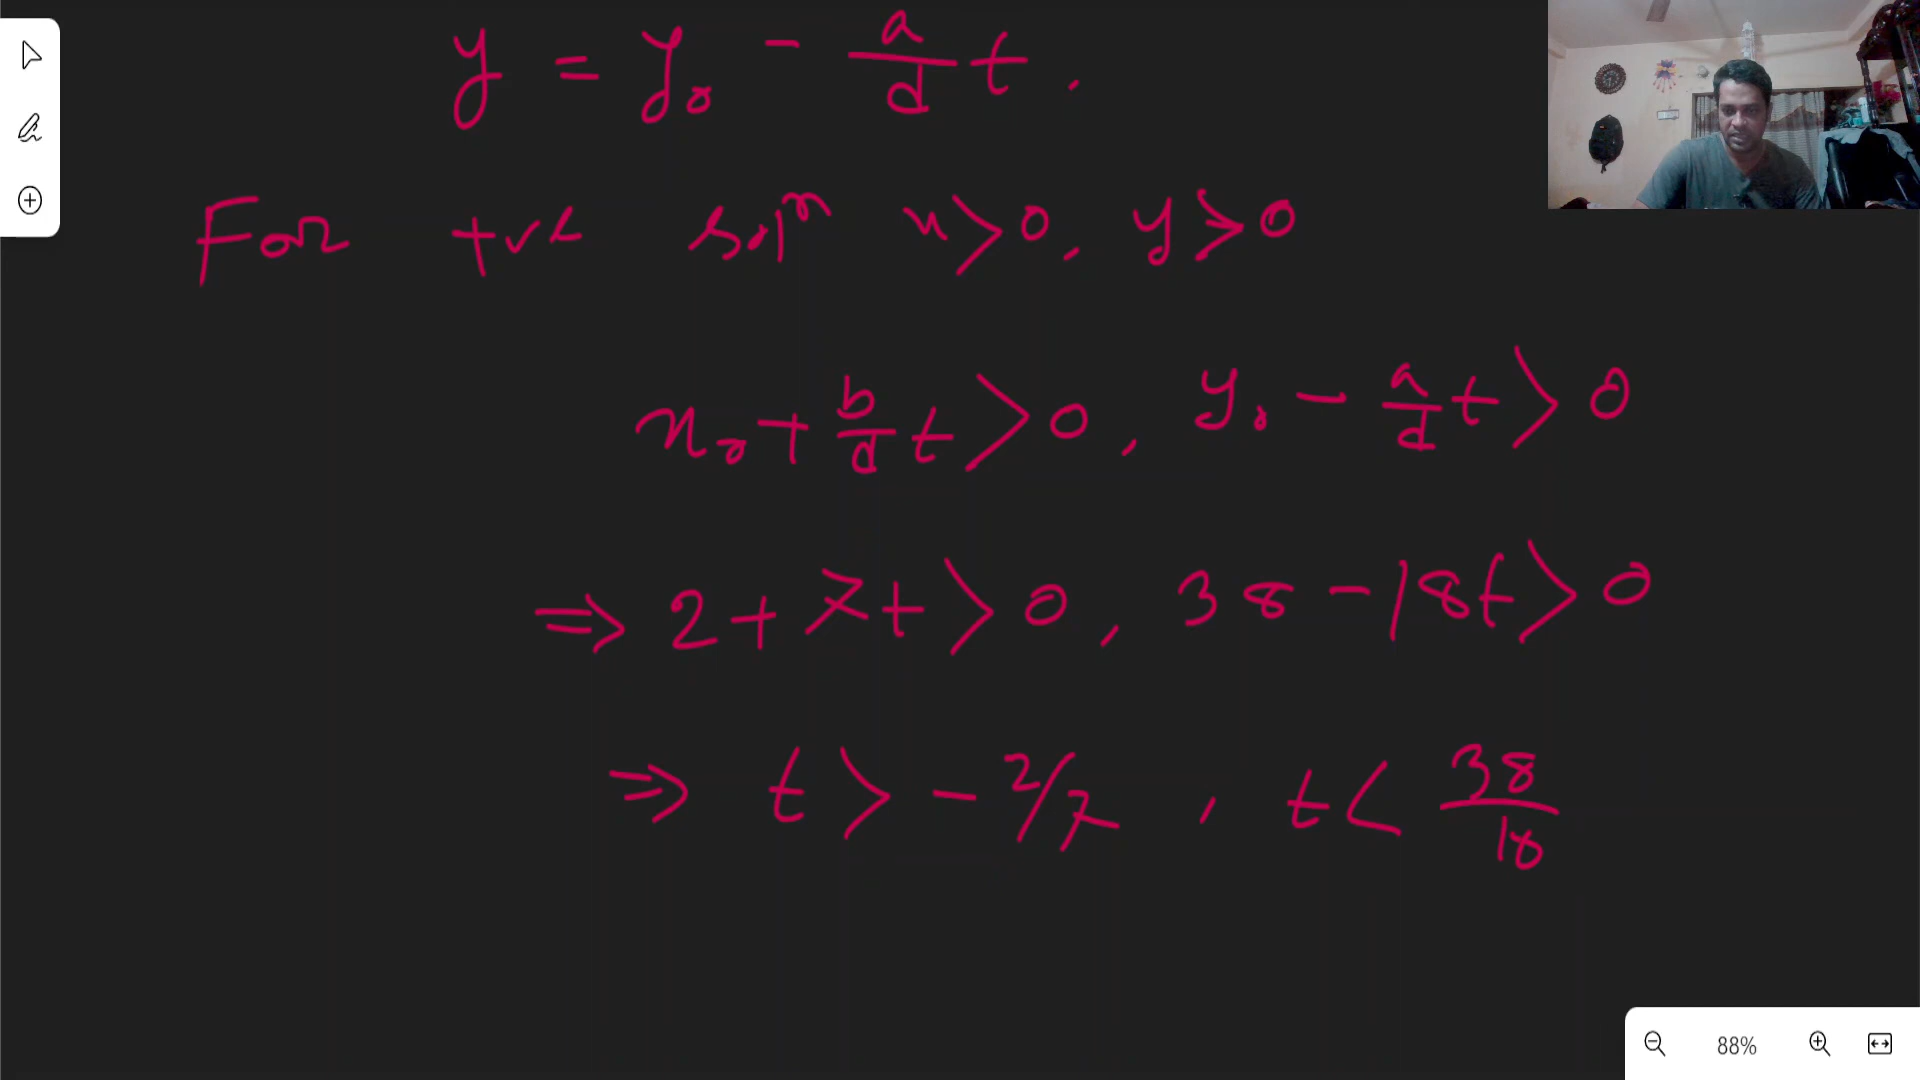 y = y₀ - a/d t .
For +ve solⁿ x > 0, y > 0
x₀ + b/d t > 0, y₀ - a/d t > 0
⇒ 2 + 7t > 0, 38 - 18t > 0
⇒ t > - 2/7 , t < 38/18
88%